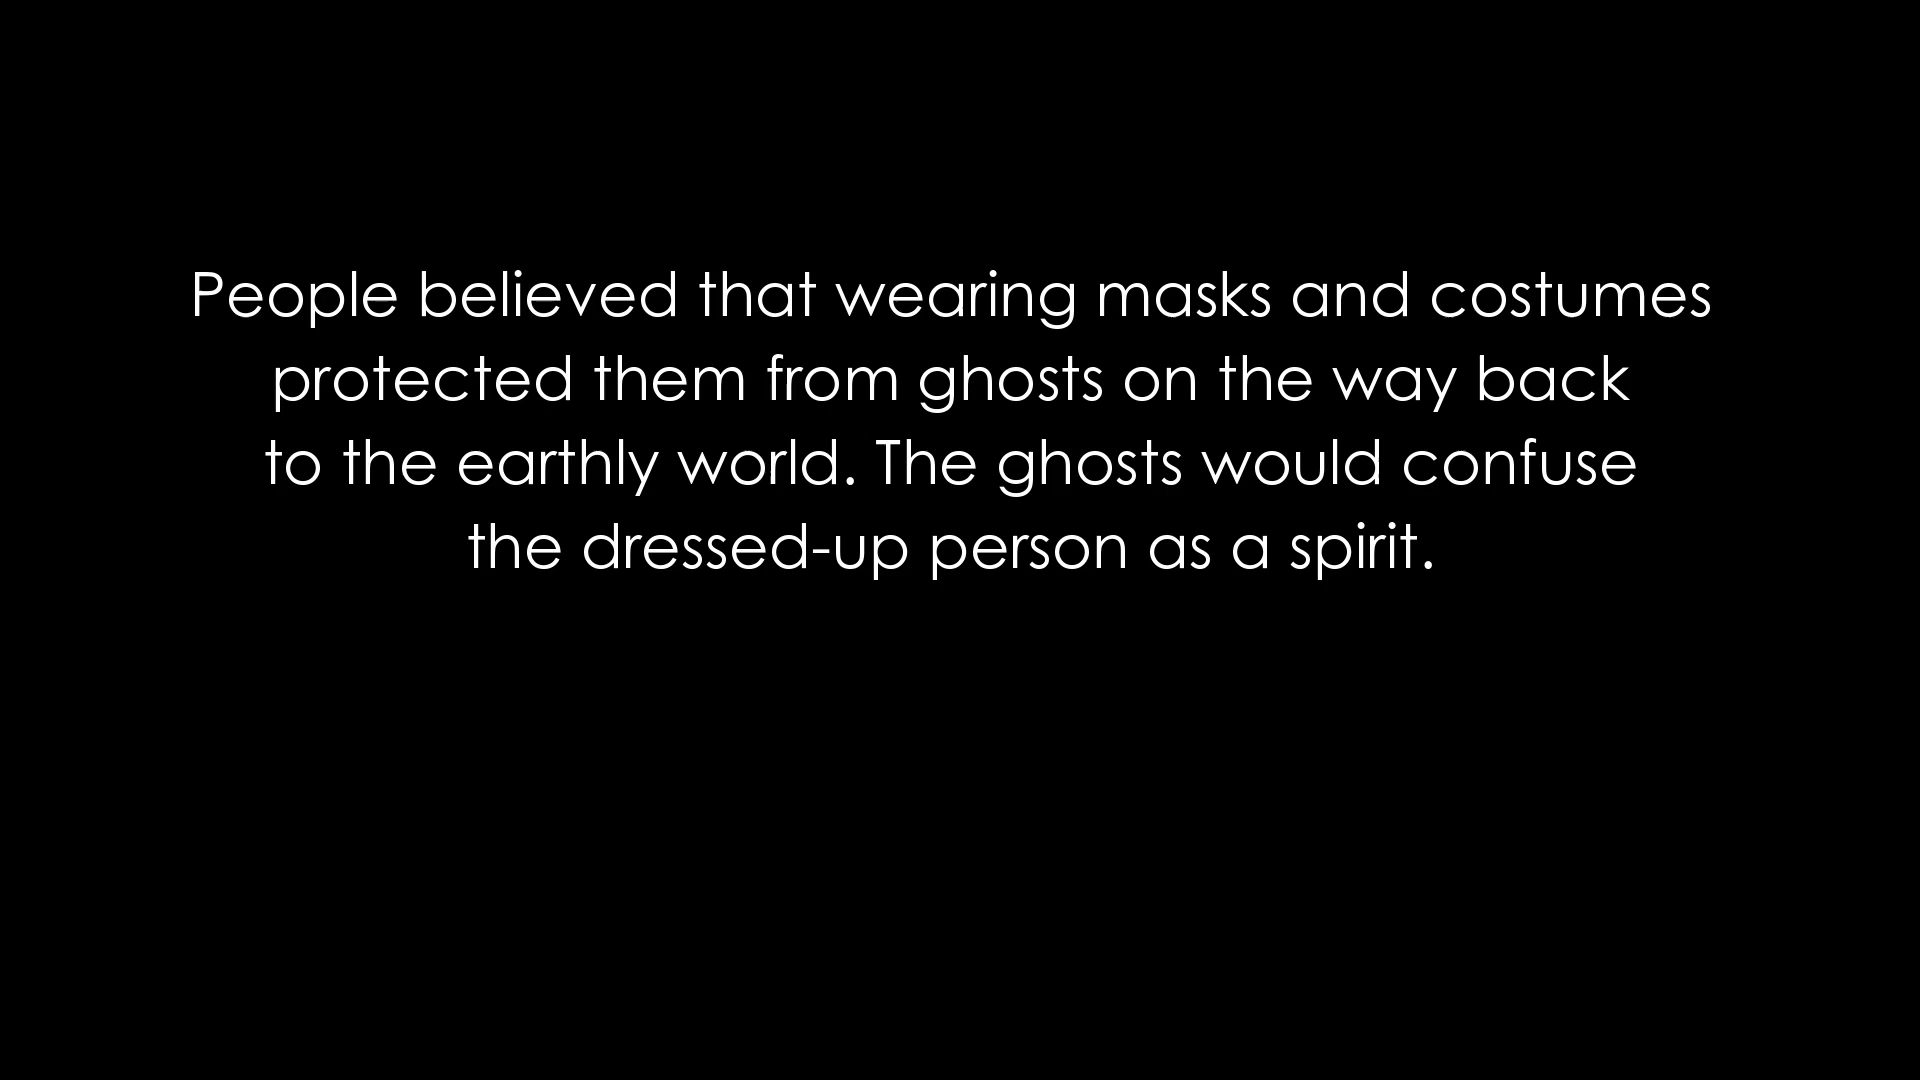 People believed that wearing masks and costumes
protected them from ghosts on the way back
to the earthly world. The ghosts would confuse
the dressed-up person as a spirit.